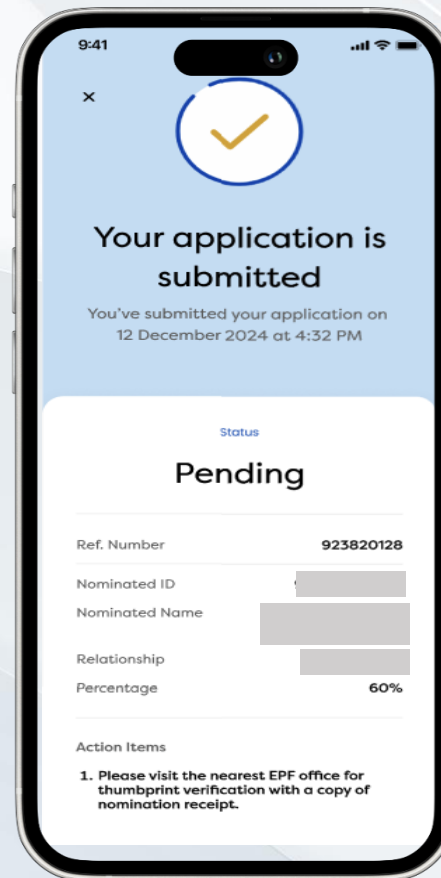 9:41
Your application is
submitted
You've submitted your application on
12 December 2024 at 4:32 PM
Status
Pending
Ref. Number 923820128
Nominated ID
Nominated Name
Relationship
Percentage 60%
Action Items
1. Please visit the nearest EPF office for
thumbprint verification with a copy of
nomination receipt.